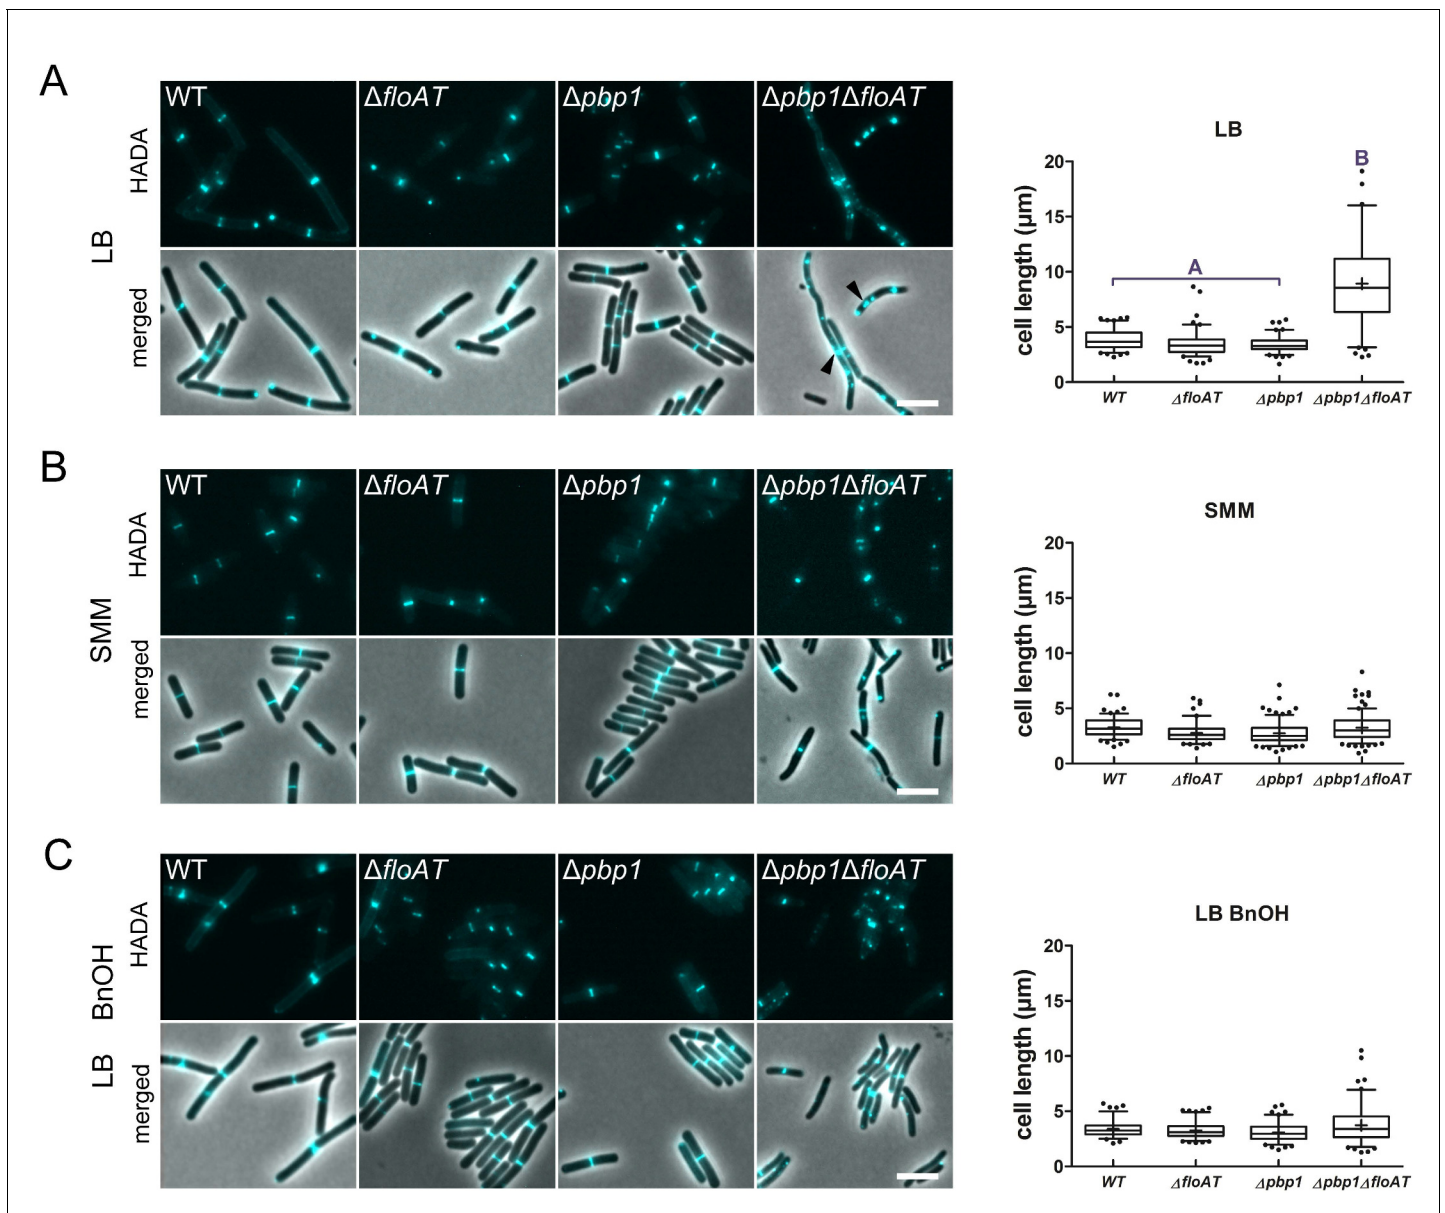 A
WT
ΔfloAT
Δpbp1
Δpbp1ΔfloAT
HADA
merged
LB
LB
20
15
10
5
0
cell length (µm)
A
B
WT
ΔfloAT
Δpbp1
Δpbp1ΔfloAT
B
WT
ΔfloAT
Δpbp1
Δpbp1ΔfloAT
HADA
merged
SMM
SMM
20
15
10
5
0
cell length (µm)
WT
ΔfloAT
Δpbp1
Δpbp1ΔfloAT
C
WT
ΔfloAT
Δpbp1
Δpbp1ΔfloAT
HADA
merged
LB BnOH
LB BnOH
20
15
10
5
0
cell length (µm)
WT
ΔfloAT
Δpbp1
Δpbp1ΔfloAT